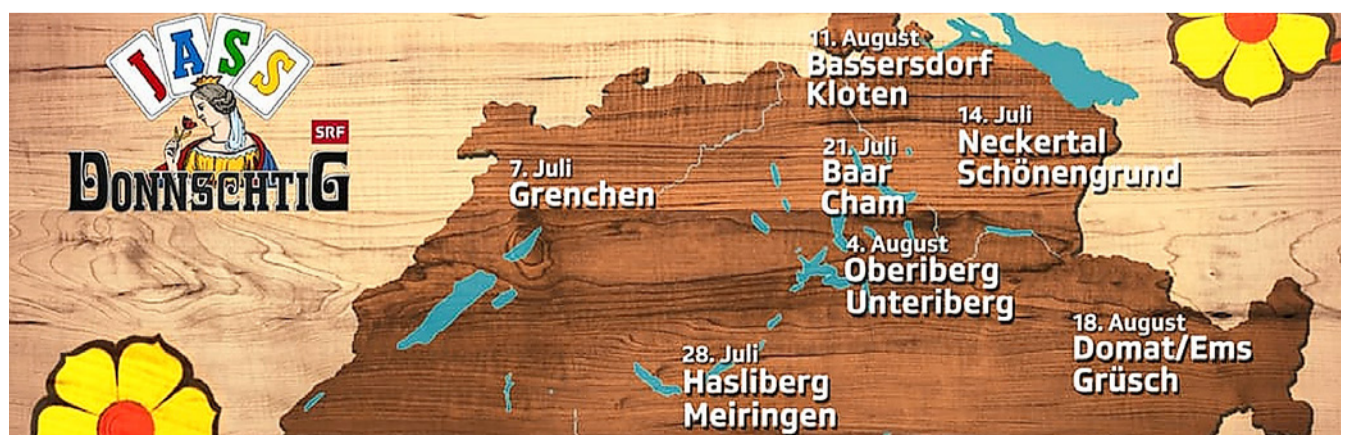 JASS
SRF
DONNSCHTIG
11. August
Bassersdorf
Kloten
14. Juli
Neckertal
Schönengrund
21. Juli
Baar
Cham
7. Juli
Grenchen
4. August
Oberiberg
Unteriberg
18. August
Domat/Ems
Grüsch
28. Juli
Hasliberg
Meiringen